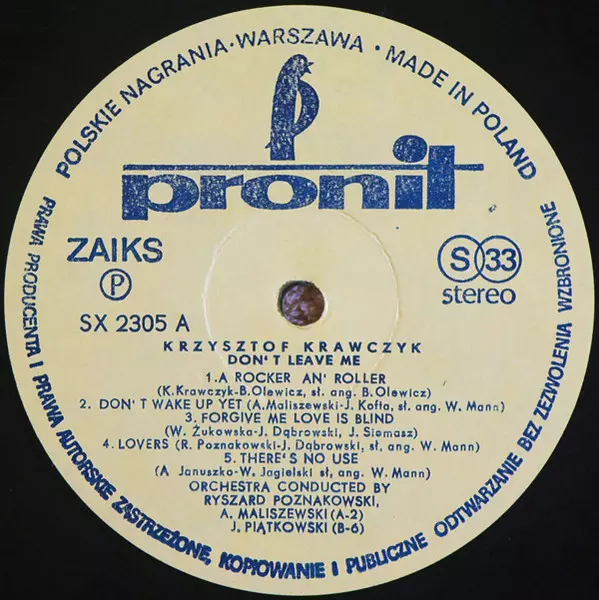 POLSKIE NAGRANIA · WARSZAWA · MADE IN POLAND
pronit
ZAIKS
P
SX 2305 A
S 33
stereo
KRZYSZTOF KRAWCZYK
DON'T LEAVE ME
1. A ROCKER AN' ROLLER
(K. Krawczyk-B. Olewicz, sł. ang. B. Olewicz)
2. DON'T WAKE UP YET (A. Maliszewski-J. Kofta, sł. ang. W. Mann)
3. FORGIVE ME LOVE IS BLIND
(W. Żukowska-J. Dąbrowski, J. Siemasz)
4. LOVERS (R. Poznakowski-J. Dąbrowski, sł. ang. W. Mann)
5. THERE'S NO USE
(A Januszko-W. Jagielski sł. ang. W. Mann)
ORCHESTRA CONDUCTED BY
RYSZARD POZNAKOWSKI,
A. MALISZEWSKI (A-2)
J. PIĄTKOWSKI (B-6)
PRAWA PRODUCENTA I PRAWA AUTORSKIE ZASTRZEŻONE, KOPIOWANIE I PUBLICZNE ODTWARZANIE BEZ ZEZWOLENIA WZBRONIONE